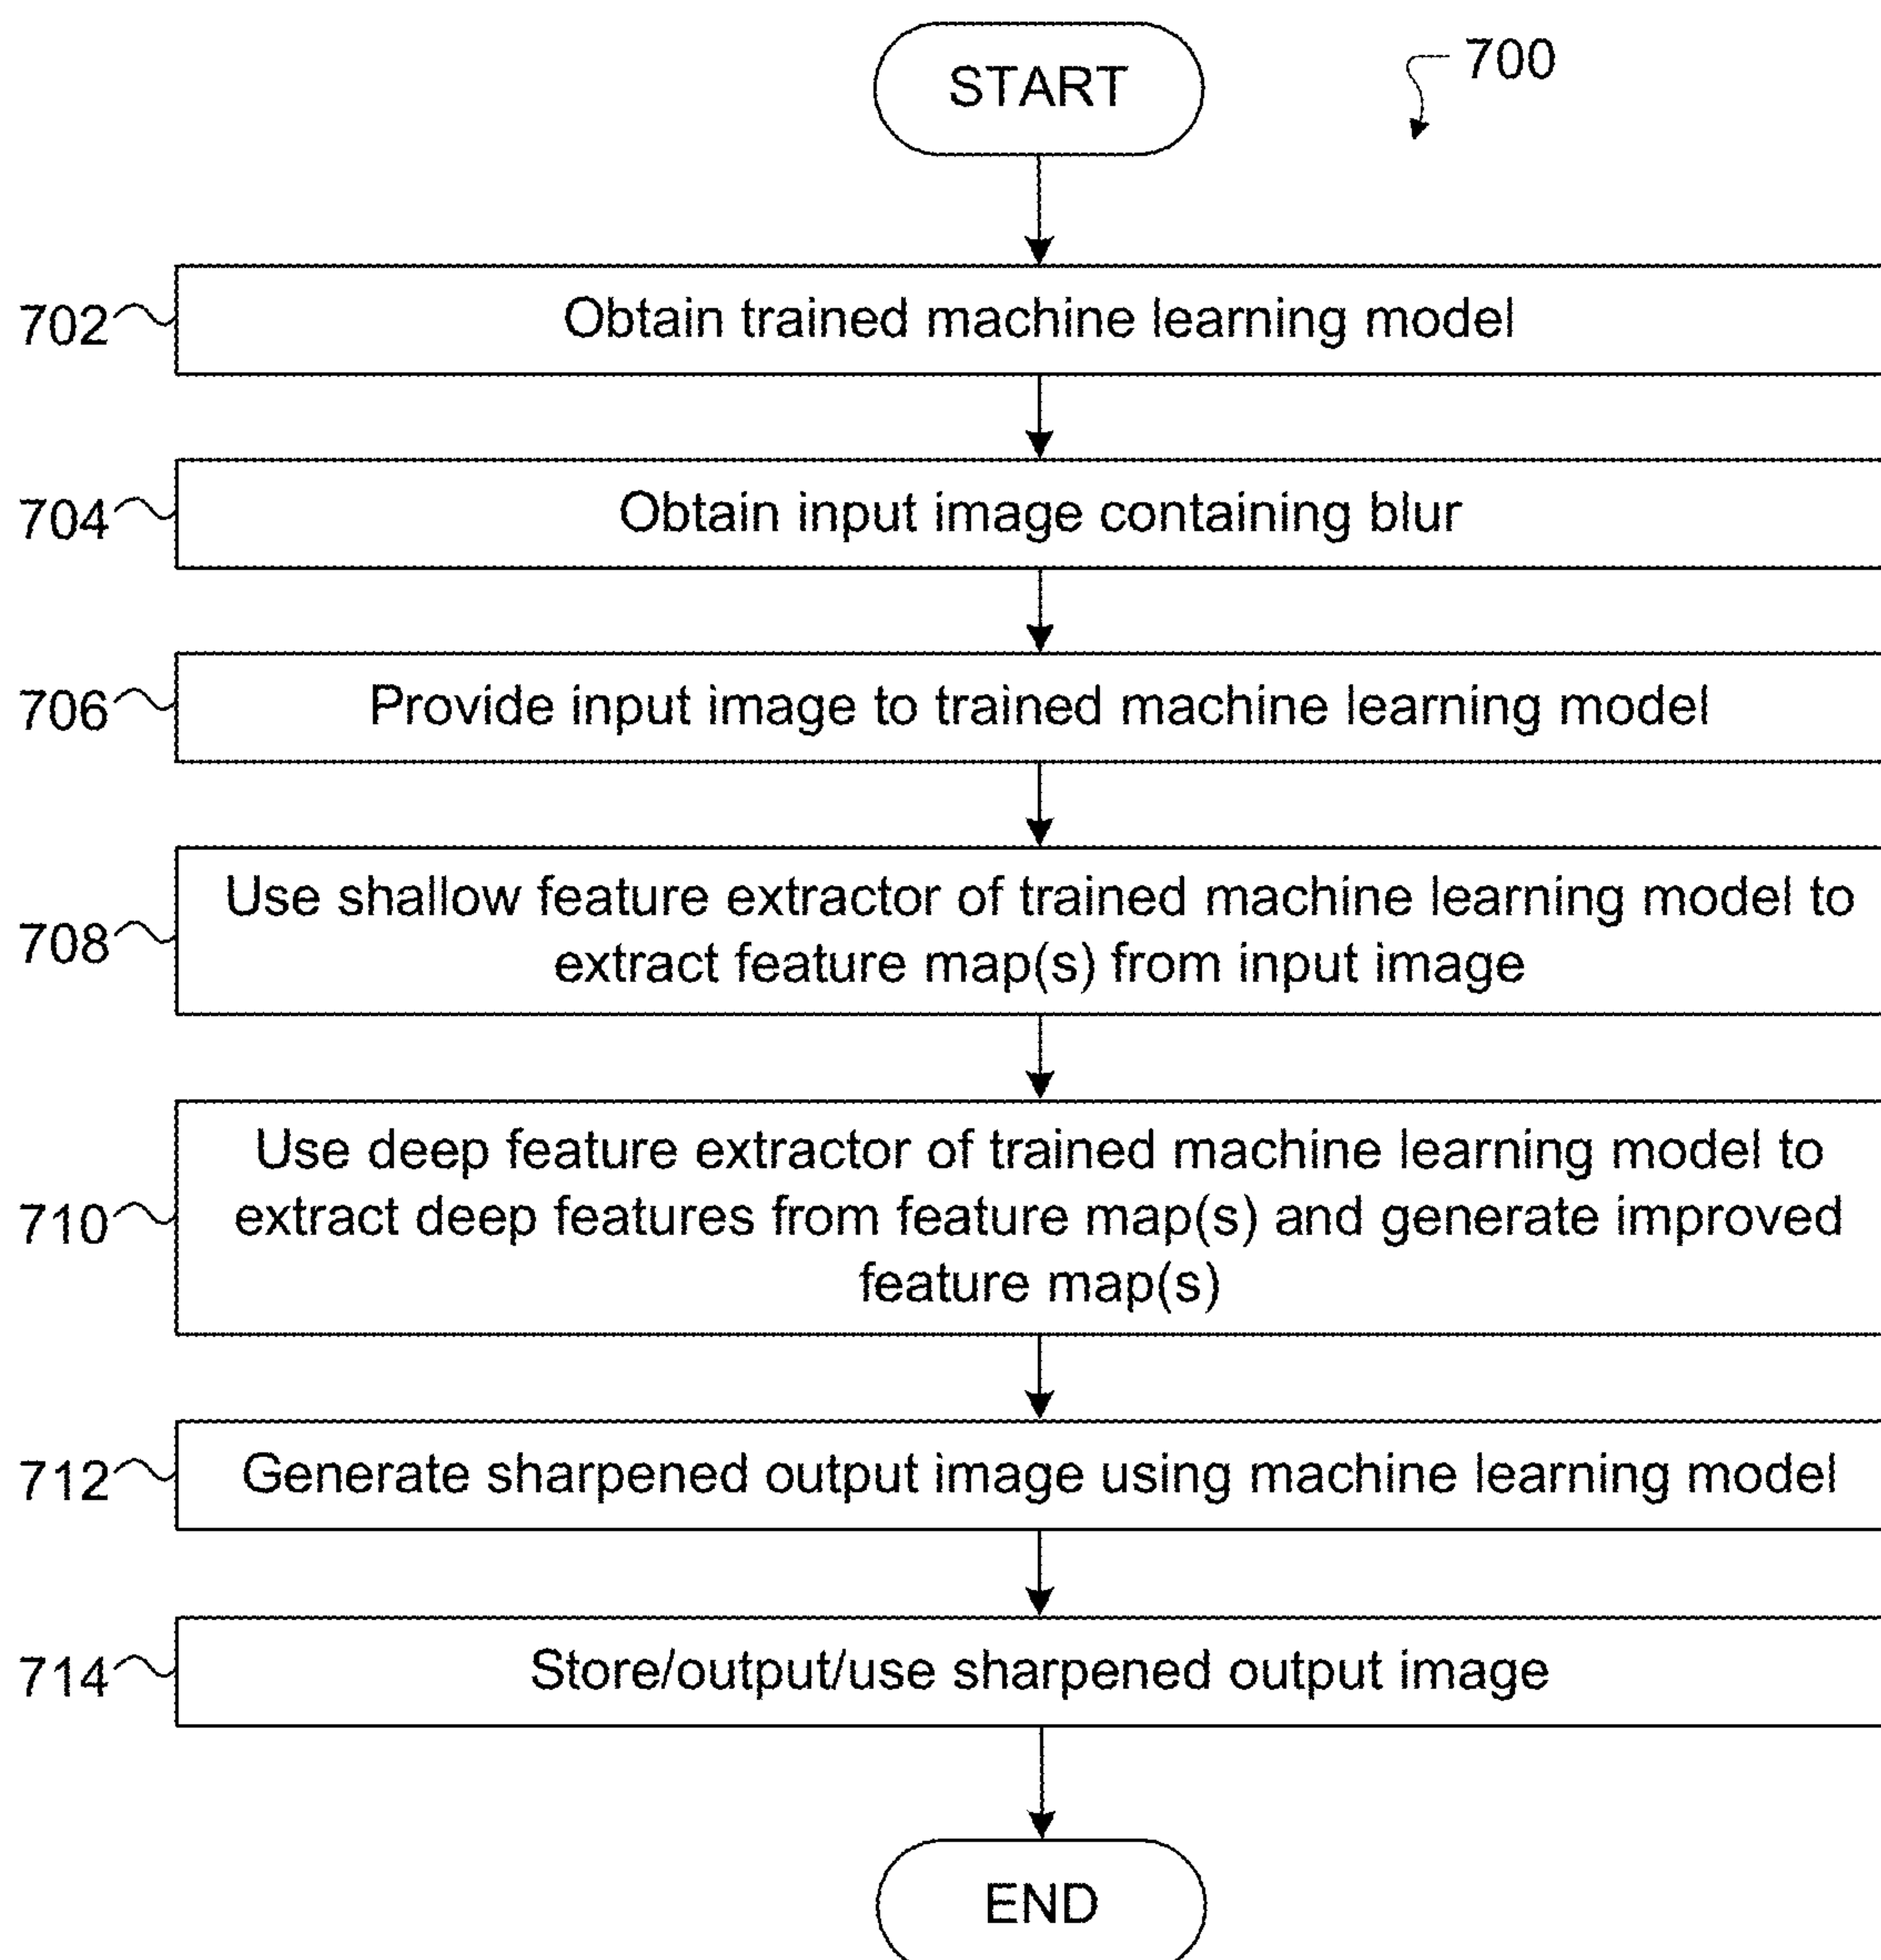 START
700
702
Obtain trained machine learning model
704
Obtain input image containing blur
706
Provide input image to trained machine learning model
708
Use shallow feature extractor of trained machine learning model to
extract feature map(s) from input image
710
Use deep feature extractor of trained machine learning model to
extract deep features from feature map(s) and generate improved
feature map(s)
712
Generate sharpened output image using machine learning model
714
Store/output/use sharpened output image
END